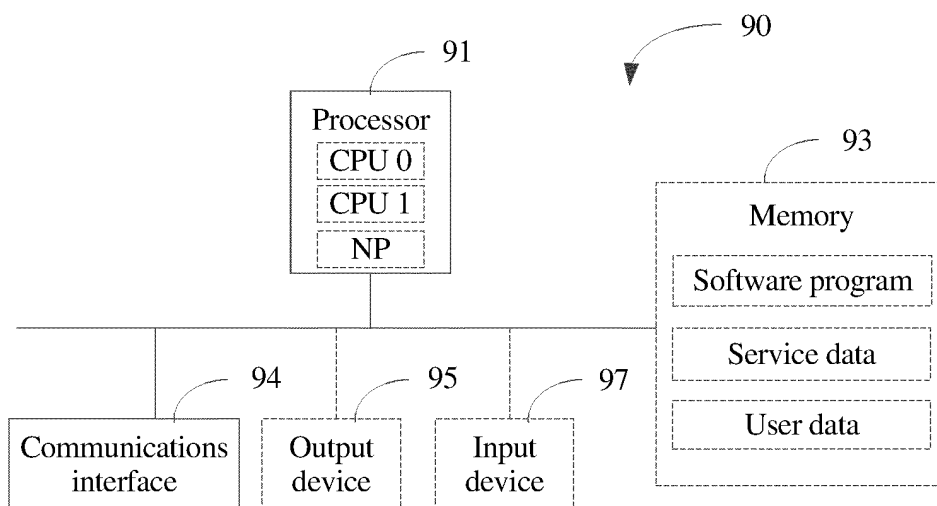 90
91
Processor
CPU 0
CPU 1
NP
93
Memory
Software program
Service data
User data
94
Communications
interface
95
Output
device
97
Input
device